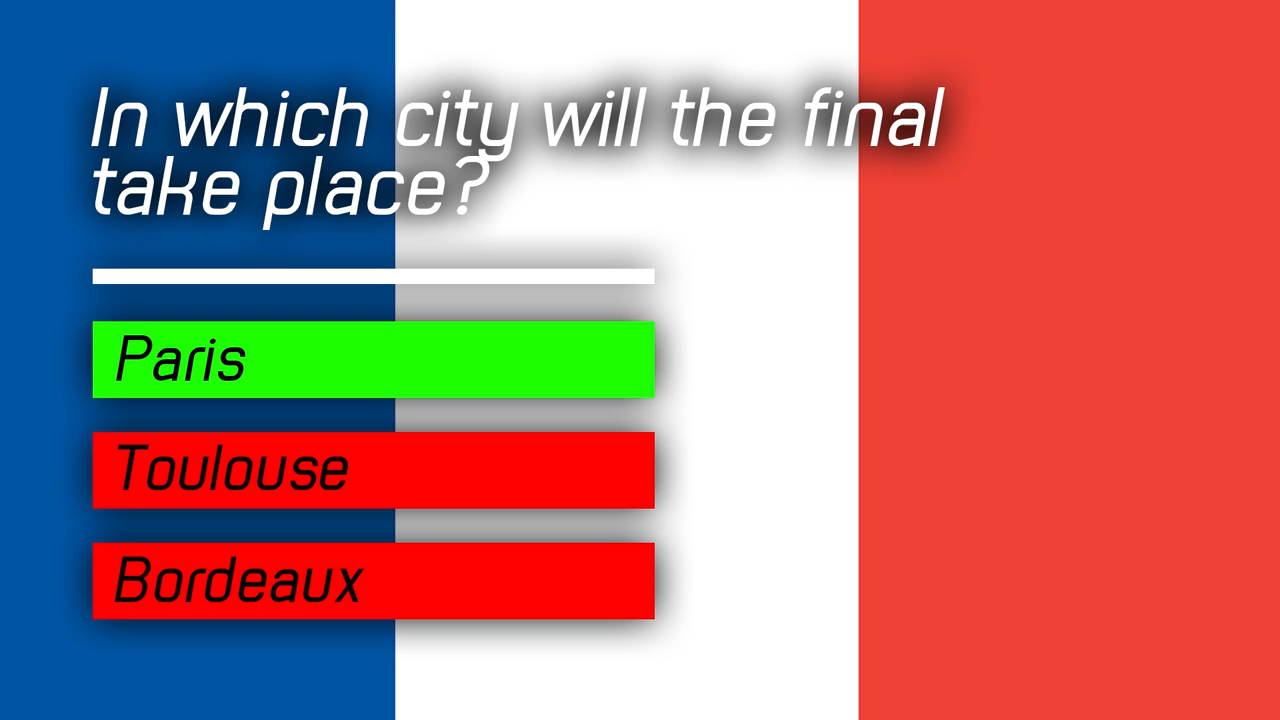 In which city will the final
take place?
Paris
Toulouse
Bordeaux